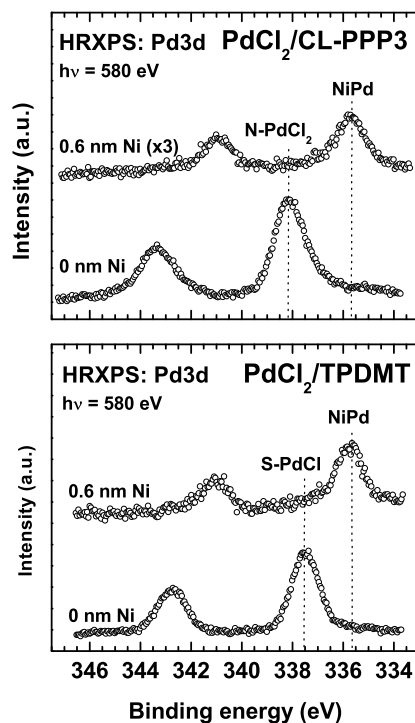 HRXPS: Pd3d PdCl₂/CL-PPP3
hν = 580 eV
NiPd
N-PdCl₂
0.6 nm Ni (x3)
0 nm Ni
Intensity (a.u.)
HRXPS: Pd3d PdCl₂/TPDMT
hν = 580 eV
NiPd
S-PdCl
0.6 nm Ni
0 nm Ni
Intensity (a.u.)
346 344 342 340 338 336 334
Binding energy (eV)